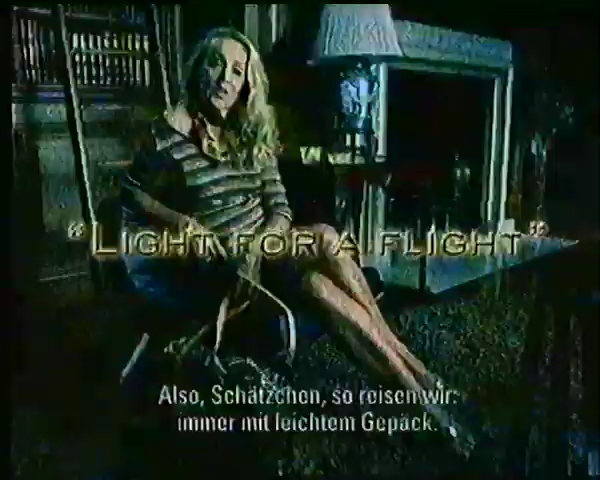 "LIGHT FOR A FLIGHT"
Also, Schätzchen, so reisen wir:
immer mit leichtem Gepäck.